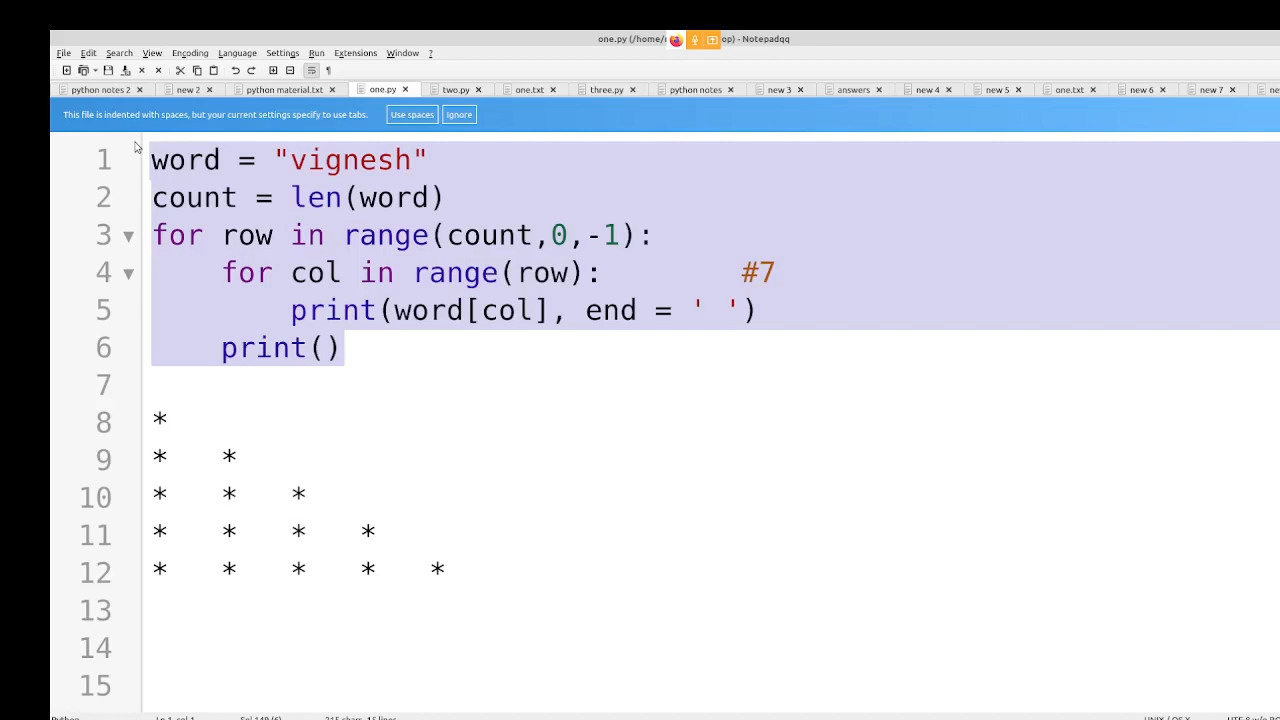 one.py (/home/ op) - Notepadqq
File Edit Search View Encoding Language Settings Run Extensions Window ?
python notes 2 new 2 python material.txt one.py two.py one.txt three.py python notes new 3 answers new 4 new 5 one.txt new 6 new 7
This file is indented with spaces, but your current settings specify to use tabs. Use spaces Ignore
1 word = "vignesh"
2 count = len(word)
3 for row in range(count,0,-1):
4 for col in range(row): #7
5 print(word[col], end = ' ')
6 print()
7
8 *
9 * *
10 * * *
11 * * * *
12 * * * * *
13
14
15